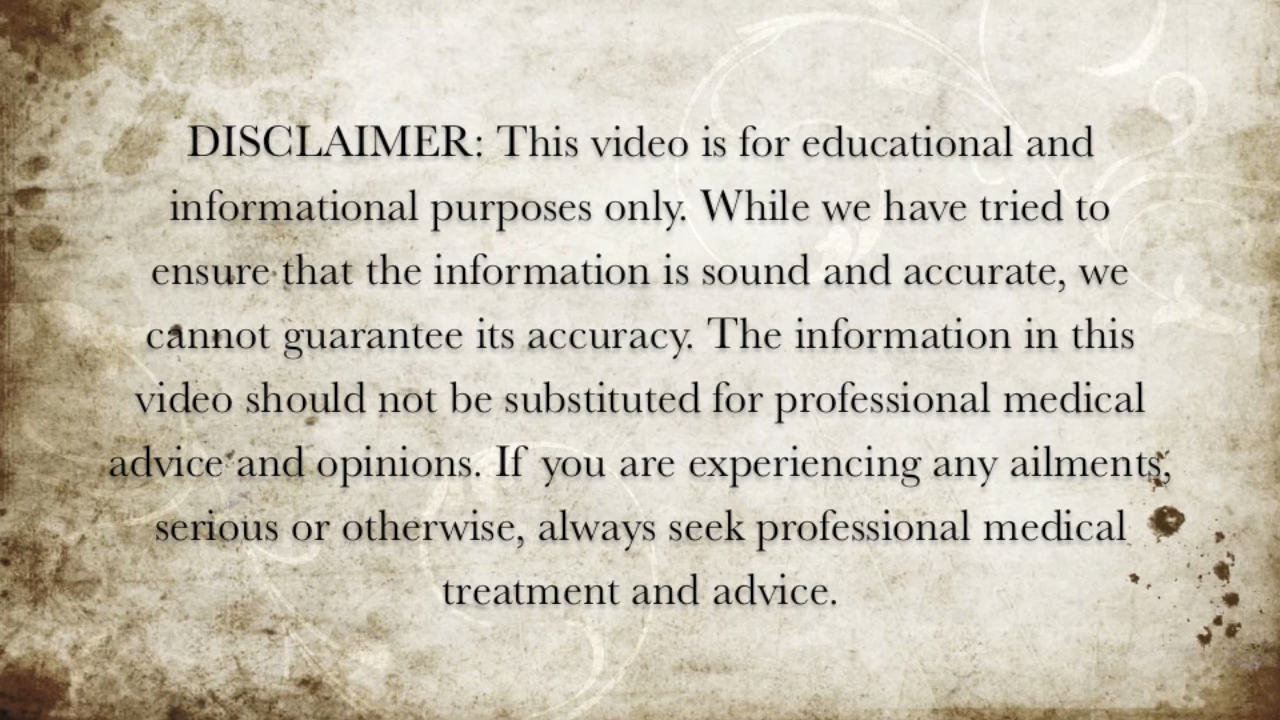 DISCLAIMER: This video is for educational and
informational purposes only. While we have tried to
ensure that the information is sound and accurate, we
cannot guarantee its accuracy. The information in this
video should not be substituted for professional medical
advice and opinions. If you are experiencing any ailments,
serious or otherwise, always seek professional medical
treatment and advice.